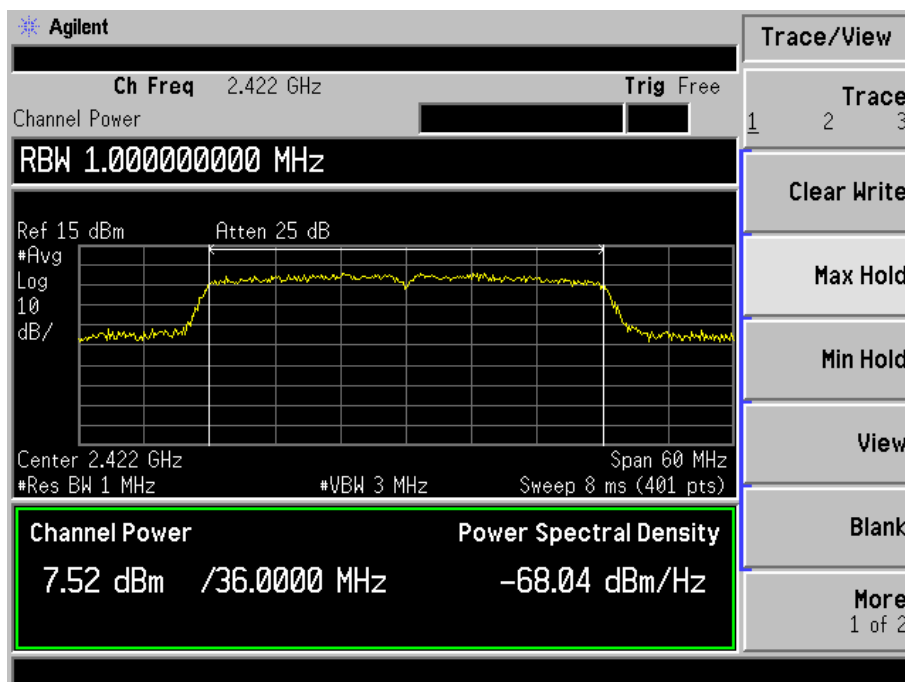 Agilent
Trace/View
Ch Freq 2.422 GHz Trig Free
Channel Power
RBW 1.000000000 MHz
Ref 15 dBm Atten 25 dB
#Avg
Log
10
dB/
Center 2.422 GHz Span 60 MHz
#Res BW 1 MHz #VBW 3 MHz Sweep 8 ms (401 pts)
Channel Power Power Spectral Density
7.52 dBm /36.0000 MHz -68.04 dBm/Hz
Trace
1 2 3
Clear Write
Max Hold
Min Hold
View
Blank
More
1 of 2